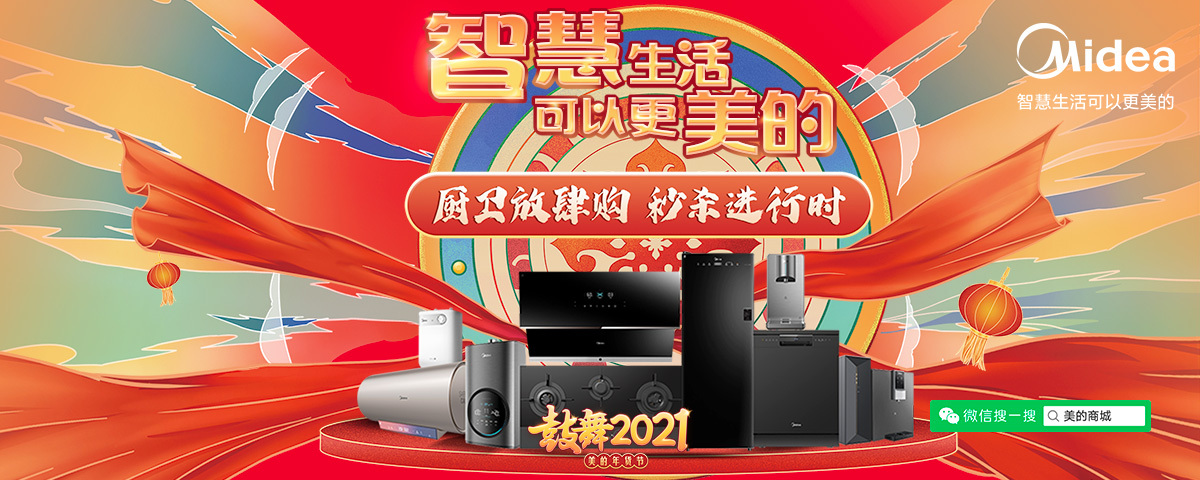 智慧生活
可以更美的
Midea
智慧生活可以更美的
厨卫放肆购 秒杀进行时
鼓舞2021
美的年货节
微信搜一搜 美的商城